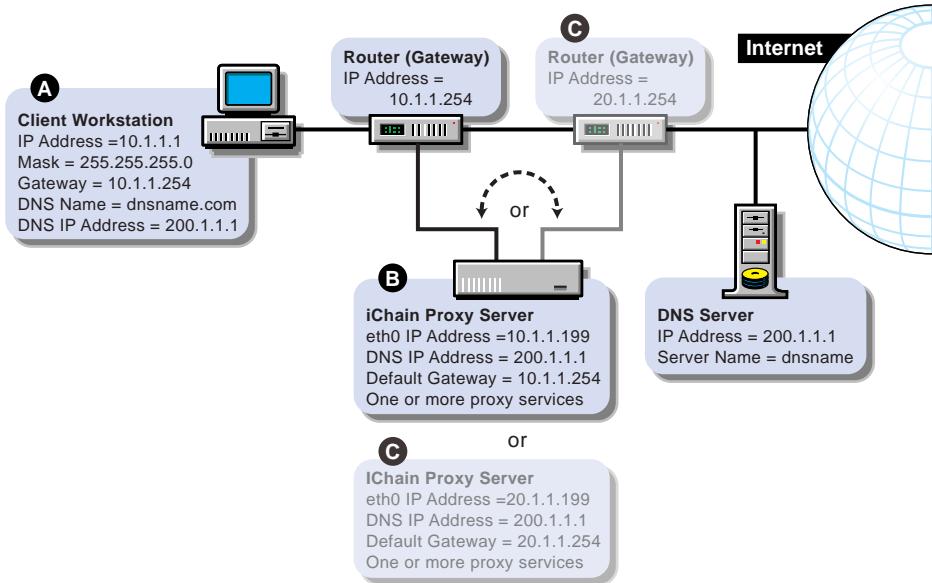 A
Client Workstation
IP Address =10.1.1.1
Mask = 255.255.255.0
Gateway = 10.1.1.254
DNS Name = dnsname.com
DNS IP Address = 200.1.1.1
Router (Gateway)
IP Address =
10.1.1.254
C
Router (Gateway)
IP Address =
20.1.1.254
Internet
or
B
iChain Proxy Server
eth0 IP Address =10.1.1.199
DNS IP Address = 200.1.1.1
Default Gateway = 10.1.1.254
One or more proxy services
DNS Server
IP Address = 200.1.1.1
Server Name = dnsname
or
C
IChain Proxy Server
eth0 IP Address =20.1.1.199
DNS IP Address = 200.1.1.1
Default Gateway = 20.1.1.254
One or more proxy services